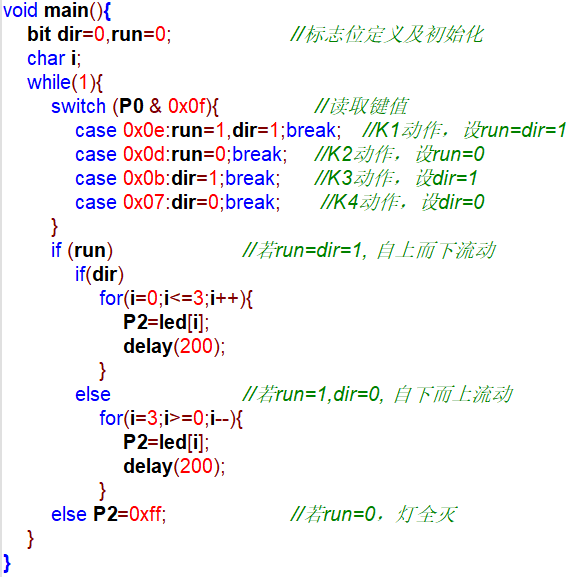 void main(){
bit dir=0,run=0; //标志位定义及初始化
char i;
while(1){
switch (P0 & 0x0f){ //读取键值
case 0x0e:run=1,dir=1;break; //K1动作，设run=dir=1
case 0x0d:run=0;break; //K2动作，设run=0
case 0x0b:dir=1;break; //K3动作，设dir=1
case 0x07:dir=0;break; //K4动作，设dir=0
}
if (run) //若run=dir=1, 自上而下流动
if(dir)
for(i=0;i<=3;i++){
P2=led[i];
delay(200);
}
else //若run=1,dir=0, 自下而上流动
for(i=3;i>=0;i--){
P2=led[i];
delay(200);
}
else P2=0xff; //若run=0，灯全灭
}
}